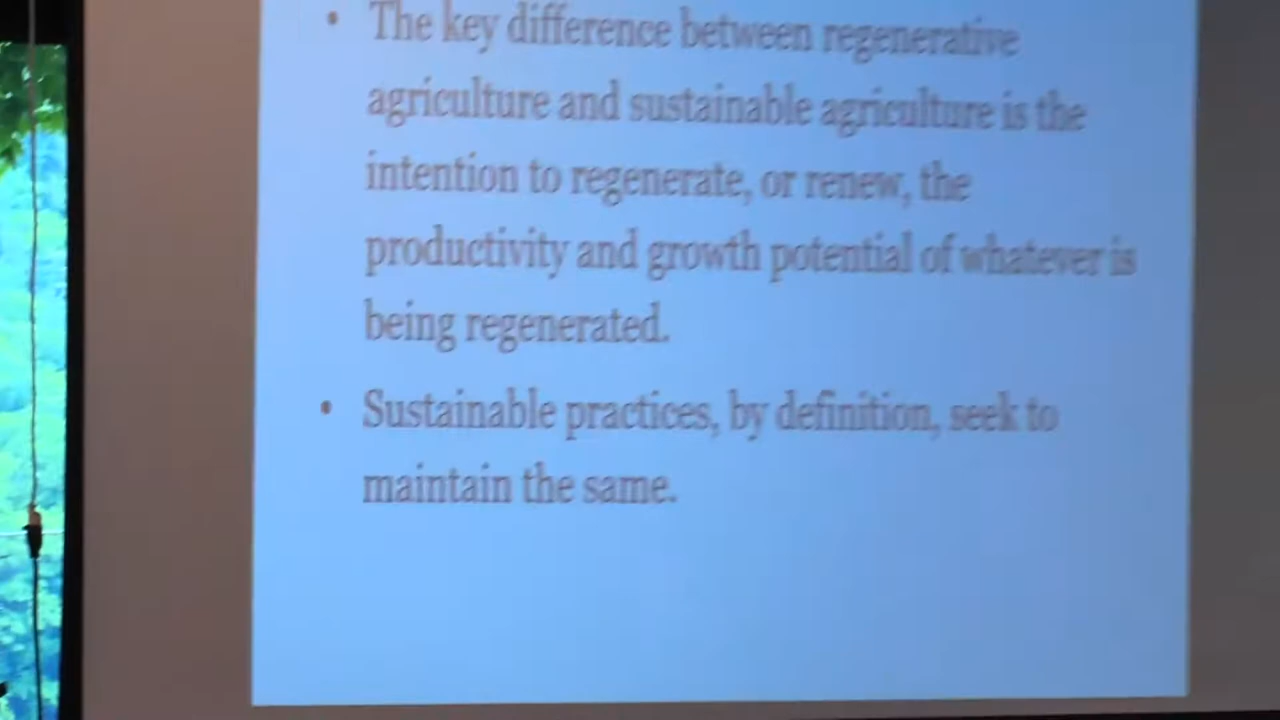 • The key difference between regenerative
agriculture and sustainable agriculture is the
intention to regenerate, or renew, the
productivity and growth potential of whatever is
being regenerated.
• Sustainable practices, by definition, seek to
maintain the same.